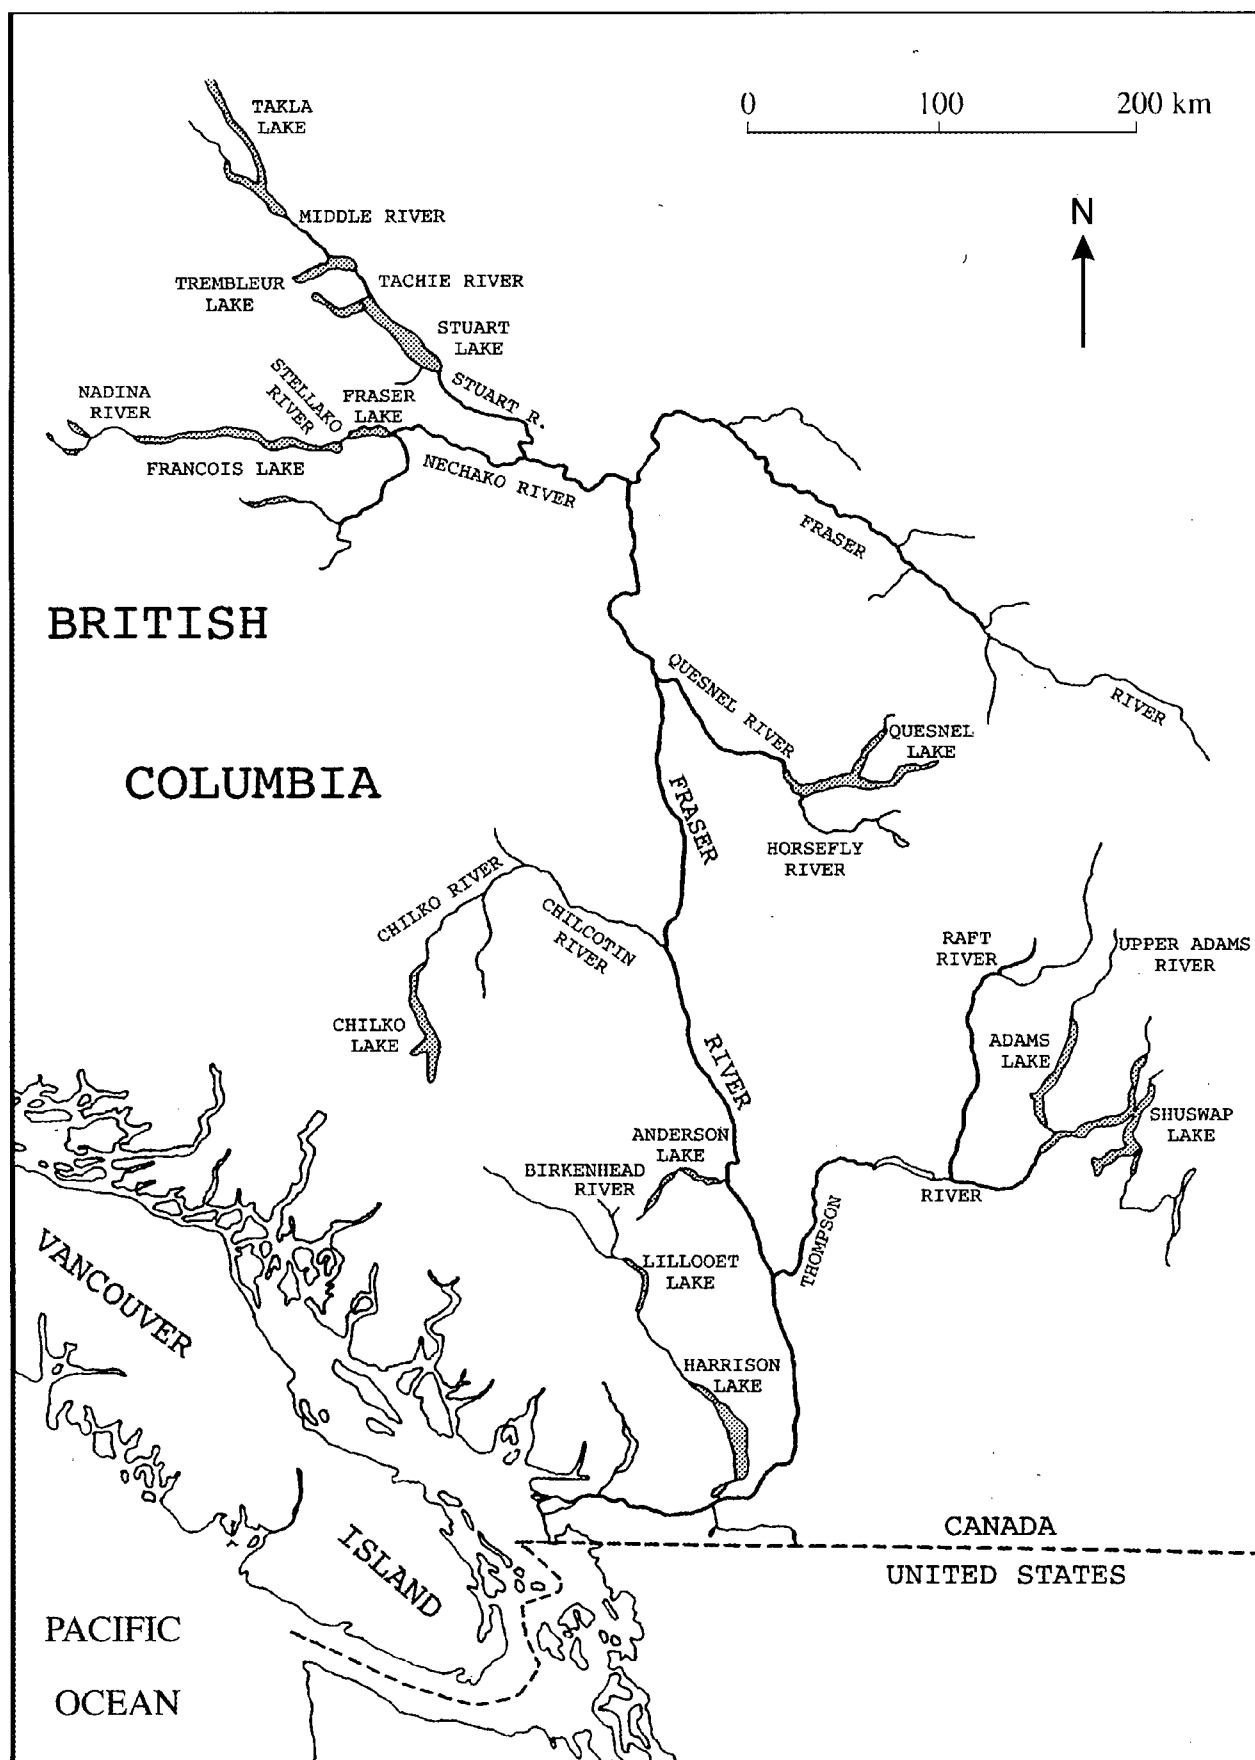 TAKLA
LAKE
0 100 200 km
N
MIDDLE RIVER
TREMBLEUR
LAKE
TACHIE RIVER
STUART
LAKE
STUART R.
STELLAKO
RIVER
FRASER
LAKE
NADINA
RIVER
FRANCOIS LAKE
NECHAKO RIVER
FRASER
RIVER
BRITISH
COLUMBIA
QUESNEL RIVER
QUESNEL
LAKE
HORSEFLY
RIVER
FRASER
RIVER
CHILKO RIVER
CHILCOTIN
RIVER
CHILKO
LAKE
RAFT
RIVER
UPPER ADAMS
RIVER
ADAMS
LAKE
SHUSWAP
LAKE
ANDERSON
LAKE
BIRKENHEAD
RIVER
THOMPSON
RIVER
LILLOOET
LAKE
HARRISON
LAKE
VANCOUVER
ISLAND
CANADA
UNITED STATES
PACIFIC
OCEAN